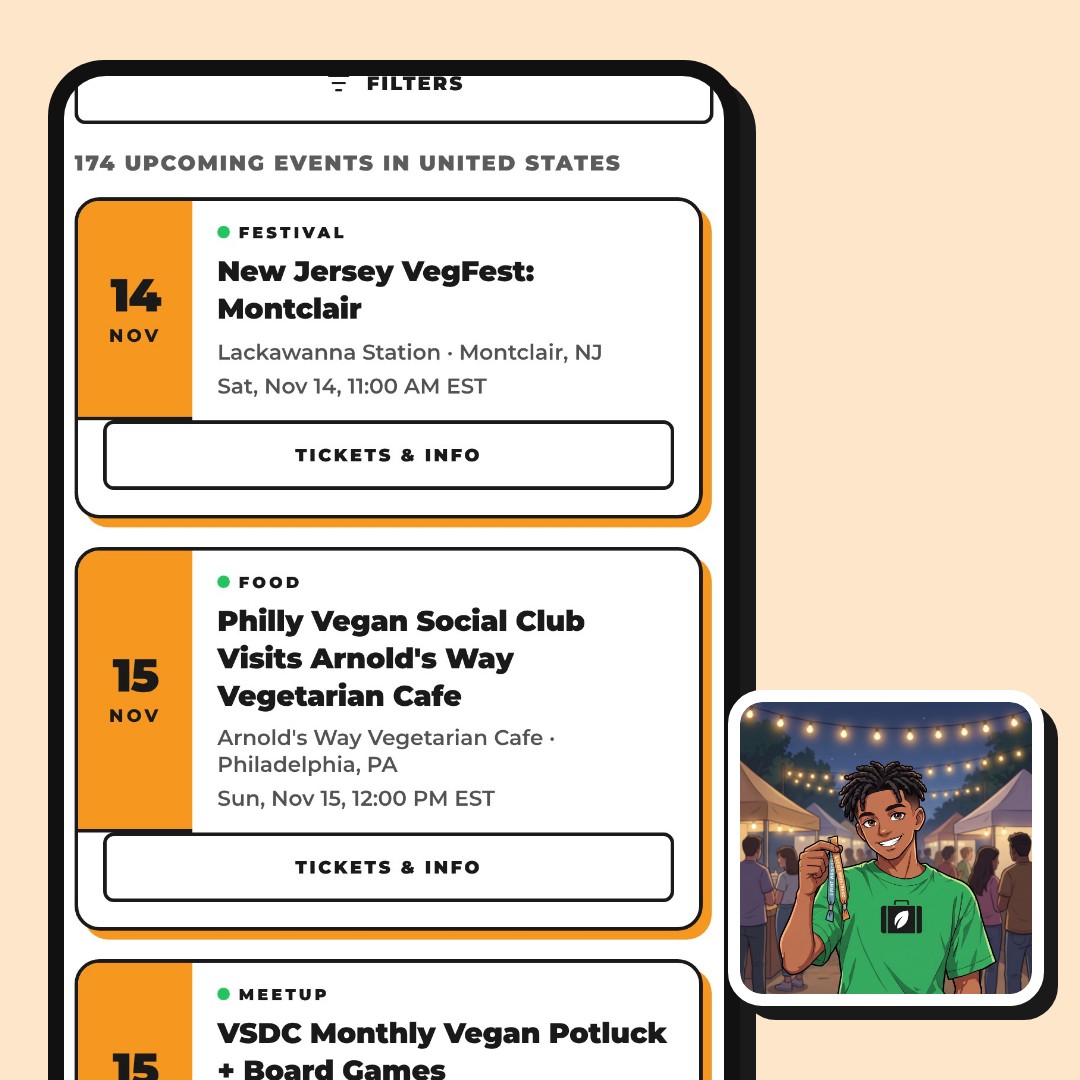 FILTERS
174 UPCOMING EVENTS IN UNITED STATES
14
NOV
FESTIVAL
New Jersey VegFest:
Montclair
Lackawanna Station · Montclair, NJ
Sat, Nov 14, 11:00 AM EST
TICKETS & INFO
15
NOV
FOOD
Philly Vegan Social Club
Visits Arnold's Way
Vegetarian Cafe
Arnold's Way Vegetarian Cafe ·
Philadelphia, PA
Sun, Nov 15, 12:00 PM EST
TICKETS & INFO
15
MEETUP
VSDC Monthly Vegan Potluck
+ Board Games